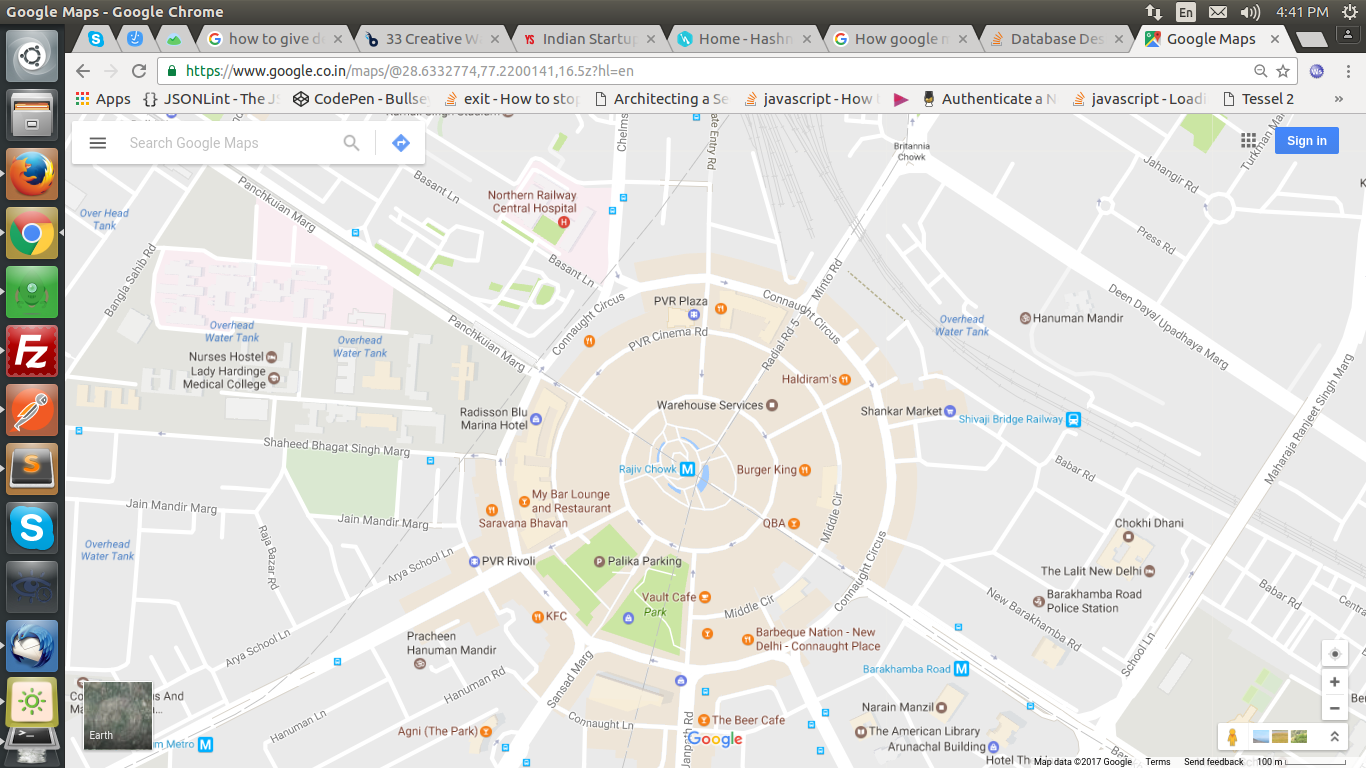 Google Maps - Google Chrome
En
4:41 PM
how to give d
33 Creative W
Indian Startu
Home - Hashn
How google m
Database Des
Google Maps
https://www.google.co.in/maps/@28.6332774,77.2200141,16.5z?hl=en
Apps
JSONLint - The JS
CodePen - Bullse
exit - How to stop
Architecting a Se
javascript - How
Authenticate a N
javascript - Loadi
Tessel 2
»
Search Google Maps
Sign in
Chelms
ate Entry Rd
Britannia
Chowk
Jahangir Rd
Turkman Mar
Press Rd
Over Head
Tank
Panchkuian Marg
Basant Ln
Northern Railway
Central Hospital
H
Basant Ln
Bangla Sahib Rd
Minto Rd
Deen Dayal Upadhaya Marg
Connaught Circus
PVR Plaza
Connaught Circus
Overhead
Water Tank
Hanuman Mandir
Overhead
Water Tank
PVR Cinema Rd
Radial Rd 5
Panchkuian Marg
Overhead
Water Tank
Nurses Hostel
Lady Hardinge
Medical College
Haldiram's
Maharaja Ranjeet Singh Marg
Radisson Blu
Marina Hotel
Warehouse Services
Shankar Market
Shivaji Bridge Railway
Shaheed Bhagat Singh Marg
Rajiv Chowk
M
Burger King
Babar Rd
My Bar Lounge
and Restaurant
Middle Cir
Jain Mandir Marg
Jain Mandir Marg
Saravana Bhavan
QBA
Chokhi Dhani
Raja Bazar Rd
Overhead
Water Tank
Arya School Ln
PVR Rivoli
Palika Parking
P
Connaught Circus
The Lalit New Delhi
Vault Cafe
Park
Middle Cir
New Barakhamba Rd
Barakhamba Road
Police Station
Babar Rd
KFC
Arya School Ln
Pracheen
Hanuman Mandir
Barbeque Nation - New
Delhi - Connaught Place
School Ln
Barakhamba Road
M
Hanuman Rd
Sansad Marg
Hanuman Ln
Connaught Ln
Janpath Rd
Narain Manzil
Agni (The Park)
The Beer Cafe
The American Library
Arunachal Building
Hotel Th
m Metro
M
Earth
Google
Map data ©2017 Google
Terms
Send feedback
100 m